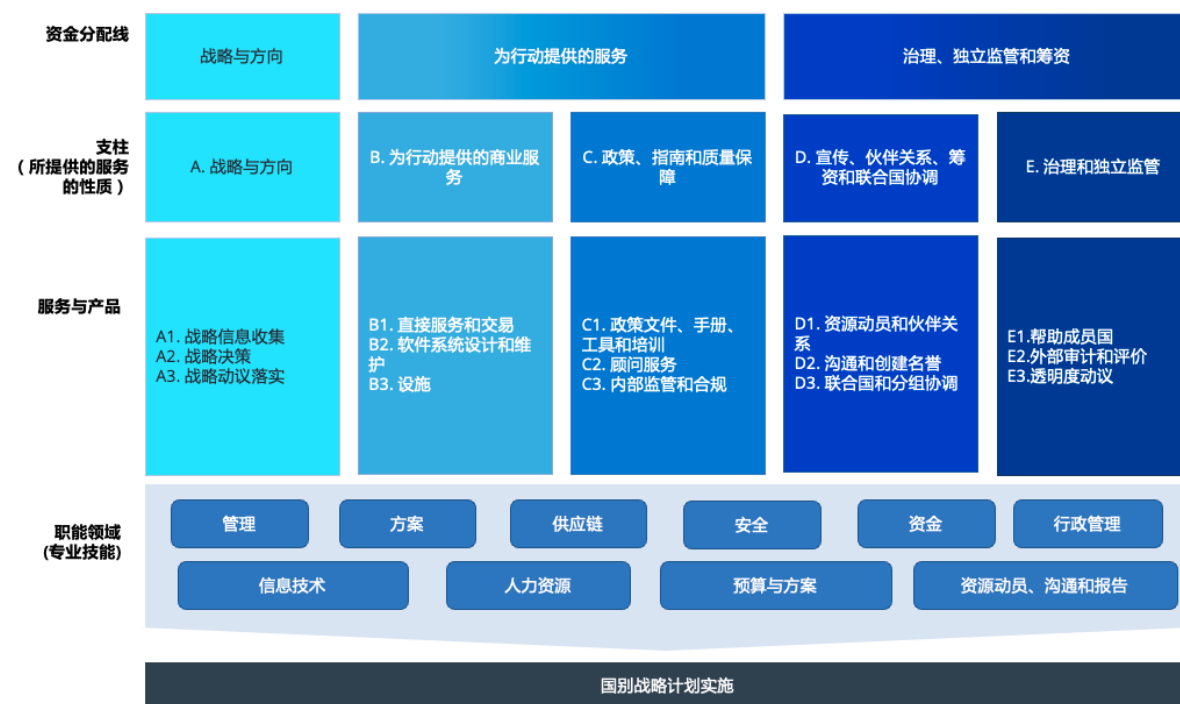 资金分配线
战略与方向
为行动提供的服务
治理、独立监管和筹资
支柱
（所提供的服务
的性质）
A. 战略与方向
B. 为行动提供的商业服
务
C. 政策、指南和质量保
障
D. 宣传、伙伴关系、筹
资和联合国协调
E. 治理和独立监管
服务与产品
A1. 战略信息收集
A2. 战略决策
A3. 战略动议落实
B1. 直接服务和交易
B2. 软件系统设计和维
护
B3. 设施
C1. 政策文件、手册、
工具和培训
C2. 顾问服务
C3. 内部监管和合规
D1. 资源动员和伙伴关
系
D2. 沟通和创建名誉
D3. 联合国和分组协调
E1.帮助成员国
E2.外部审计和评价
E3.透明度动议
职能领域
(专业技能)
管理
方案
供应链
安全
资金
行政管理
信息技术
人力资源
预算与方案
资源动员、沟通和报告
国别战略计划实施